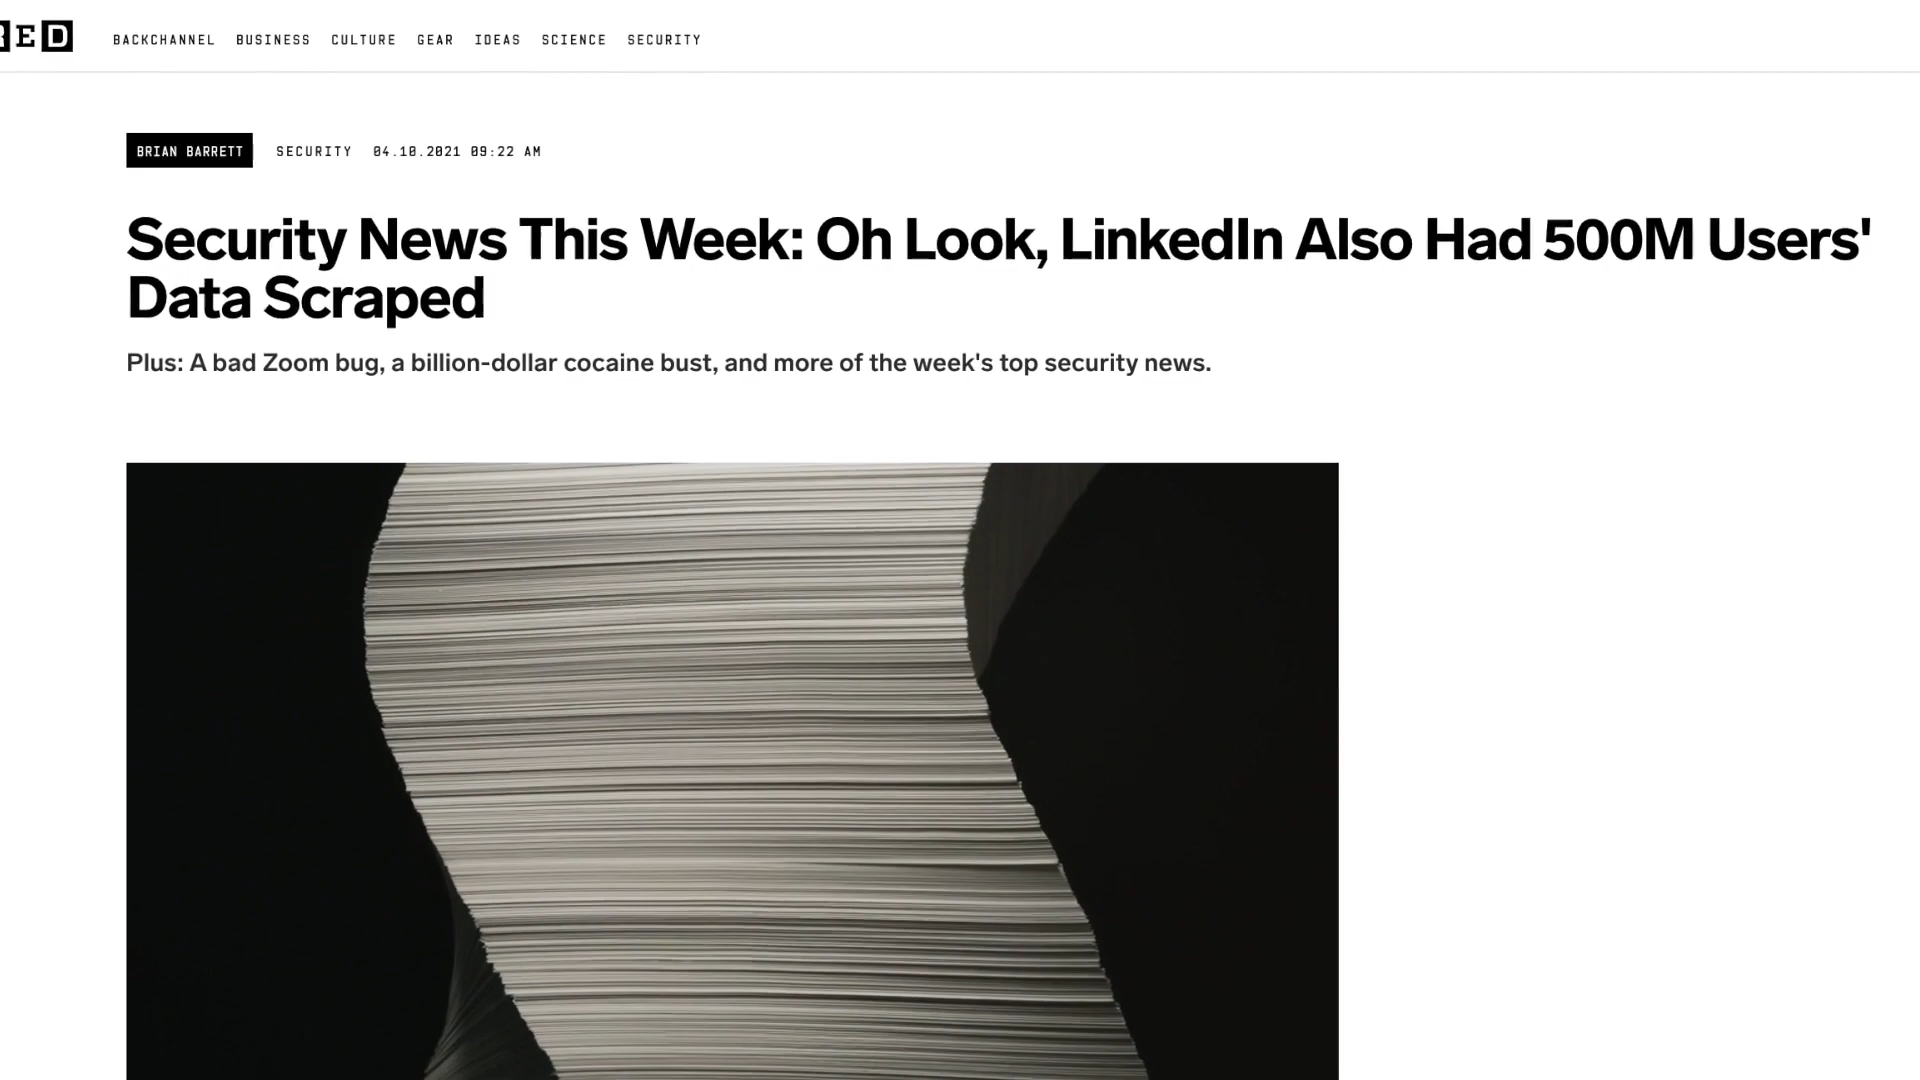 RED
BACKCHANNEL BUSINESS CULTURE GEAR IDEAS SCIENCE SECURITY
BRIAN BARRETT SECURITY 04.10.2021 09:22 AM
Security News This Week: Oh Look, LinkedIn Also Had 500M Users'
Data Scraped
Plus: A bad Zoom bug, a billion-dollar cocaine bust, and more of the week's top security news.